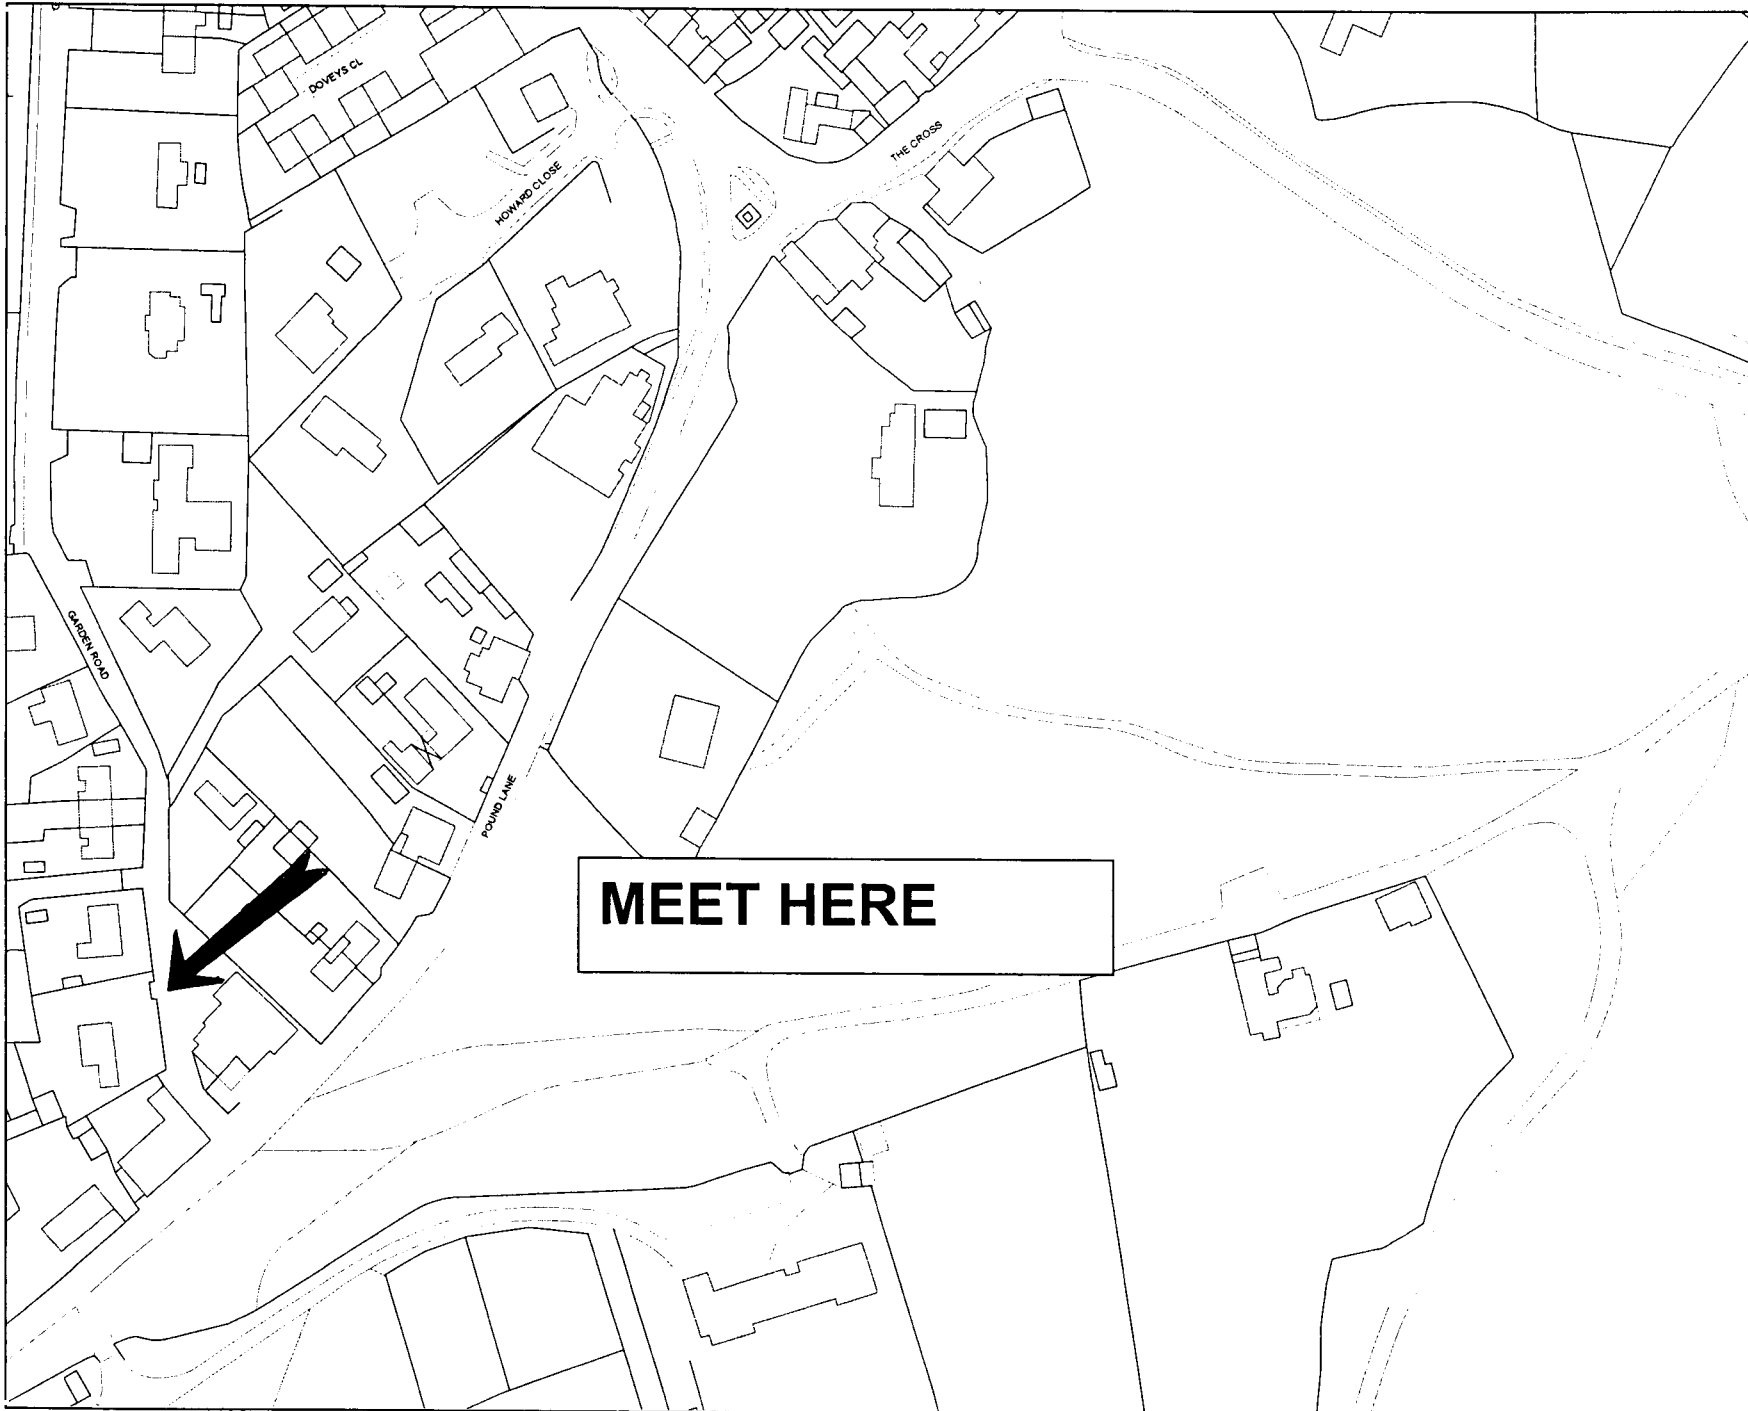 DOVEYS CL
THE CROSS
HOWARD CLOSE
GARDEN ROAD
POUND LANE
MEET HERE